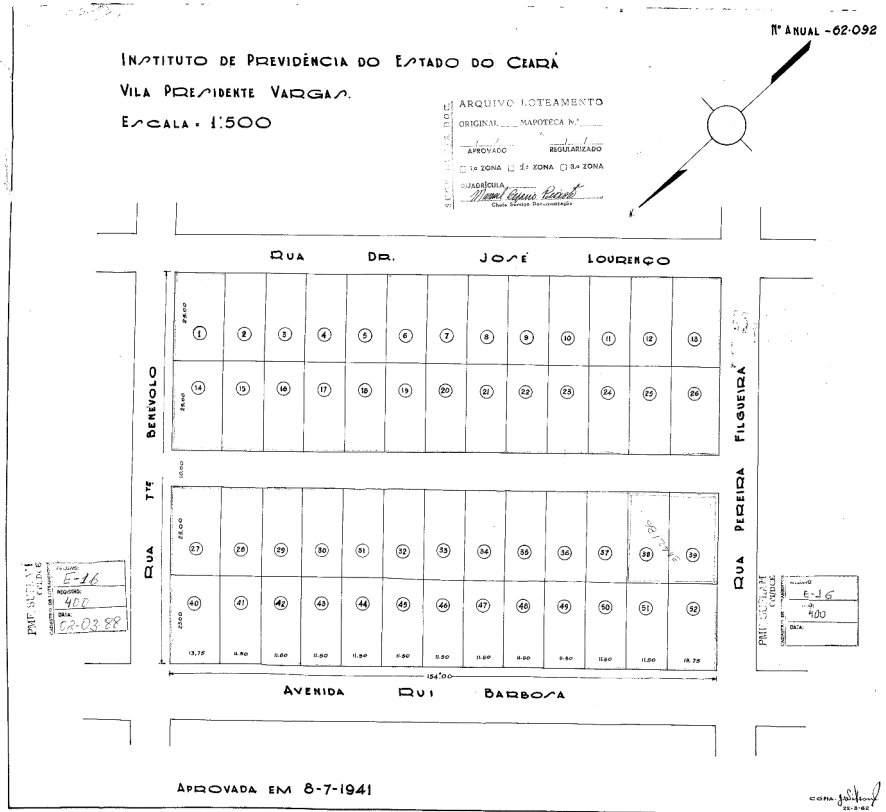 Nº ANUAL - 62-092
INSTITUTO DE PREVIDÊNCIA DO ESTADO DO CEARÁ
VILA PRESIDENTE VARGAS.
ESCALA = 1:500
ARQUIVO LOTEAMENTO
ORIGINAL MAPOTECA N.º
APROVADO REGULARIZADO
1ª ZONA 2ª ZONA 3ª ZONA
QUADRÍCULA
Chefe Serviço Documentação
N.
RUA DR. JOSÉ LOURENÇO
25.00
1 2 3 4 5 6 7 8 9 10 11 12 13
14 15 16 17 18 19 20 21 22 23 24 25 26
25.00
10.00
RUA Tte BENEVOLO
RUA PEREIRA FILGUEIRA
25.00
27 28 29 30 31 32 33 34 35 36 37 38 39
40 41 42 43 44 45 46 47 48 49 50 51 52
25.00
13,75 11.50 11.50 11.50 11.50 11.50 11.50 11.50 11.50 11.50 11.50 11.50 13.75
154.00
AVENIDA RUI BARBOSA
E-16
REGISTRO:
400
DATA:
02-03-88
E-16
400
DATA:
APROVADA EM 8-7-1941
COPIA:
22-3-62